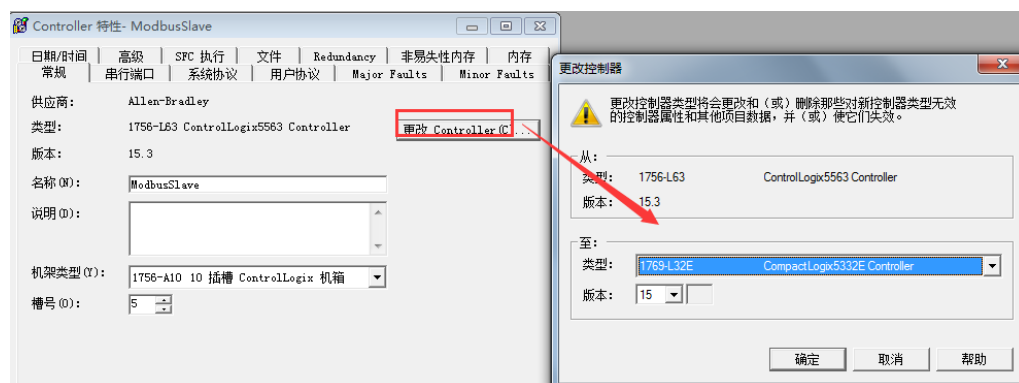 Controller 特性- ModbusSlave
日期/时间
高级
SFC 执行
文件
Redundancy
非易失性内存
内存
常规
串行端口
系统协议
用户协议
Major Faults
Minor Faults
供应商:
Allen-Bradley
类型:
1756-L63 ControlLogix5563 Controller
更改 Controller(C)...
版本:
15.3
名称(N):
ModbusSlave
说明(D):
机架类型(Y):
1756-A10 10 插槽 ControlLogix 机箱
槽号(O):
5
更改控制器
更改控制器类型将会更改和（或）删除那些对新控制器类型无效
的控制器属性和其他项目数据，并（或）使它们失效。
从:
类型:
1756-L63
ControlLogix5563 Controller
版本:
15.3
至:
类型:
1769-L32E
CompactLogix5332E Controller
版本:
15
确定
取消
帮助